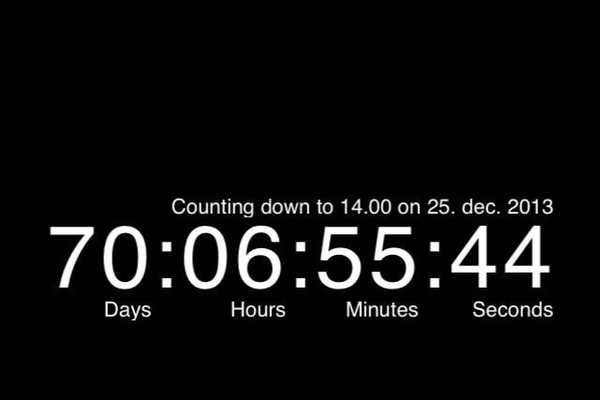 Counting down to 14.00 on 25. dec. 2013
70:06:55:44
Days Hours Minutes Seconds